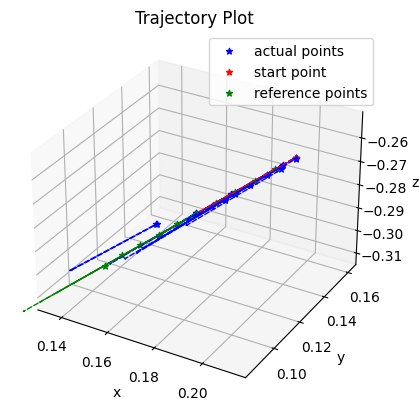 Trajectory Plot
actual points
start point
reference points
−0.26
−0.27
−0.28
z
−0.29
−0.30
−0.31
0.16
0.14
y
0.12
0.10
0.14
0.16
0.18
0.20
x